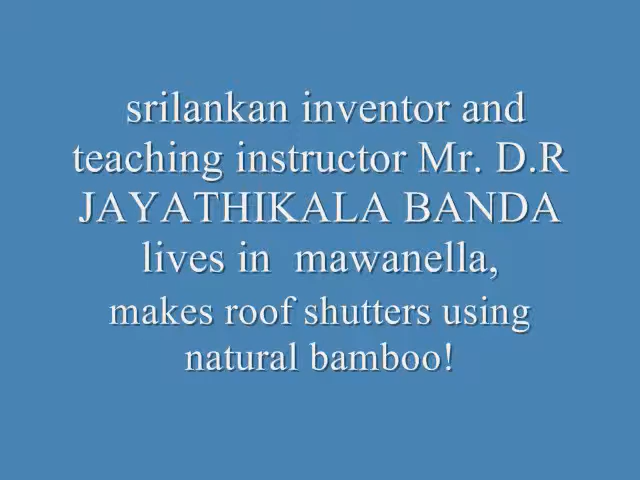 srilankan inventor and
teaching instructor Mr. D.R
JAYATHIKALA BANDA
lives in  mawanella,
makes roof shutters using
natural bamboo!